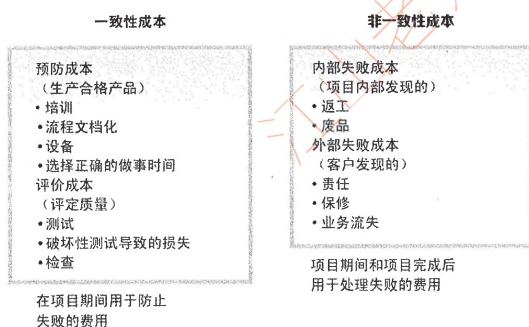 一致性成本
预防成本
（生产合格产品）
•培训
•流程文档化
•设备
•选择正确的做事时间
评价成本
（评定质量）
•测试
•破坏性测试导致的损失
•检查
在项目期间用于防止
失败的费用
非一致性成本
内部失败成本
（项目内部发现的）
•返工
•废品
外部失败成本
（客户发现的）
•责任
•保修
•业务流失
项目期间和项目完成后
用于处理失败的费用